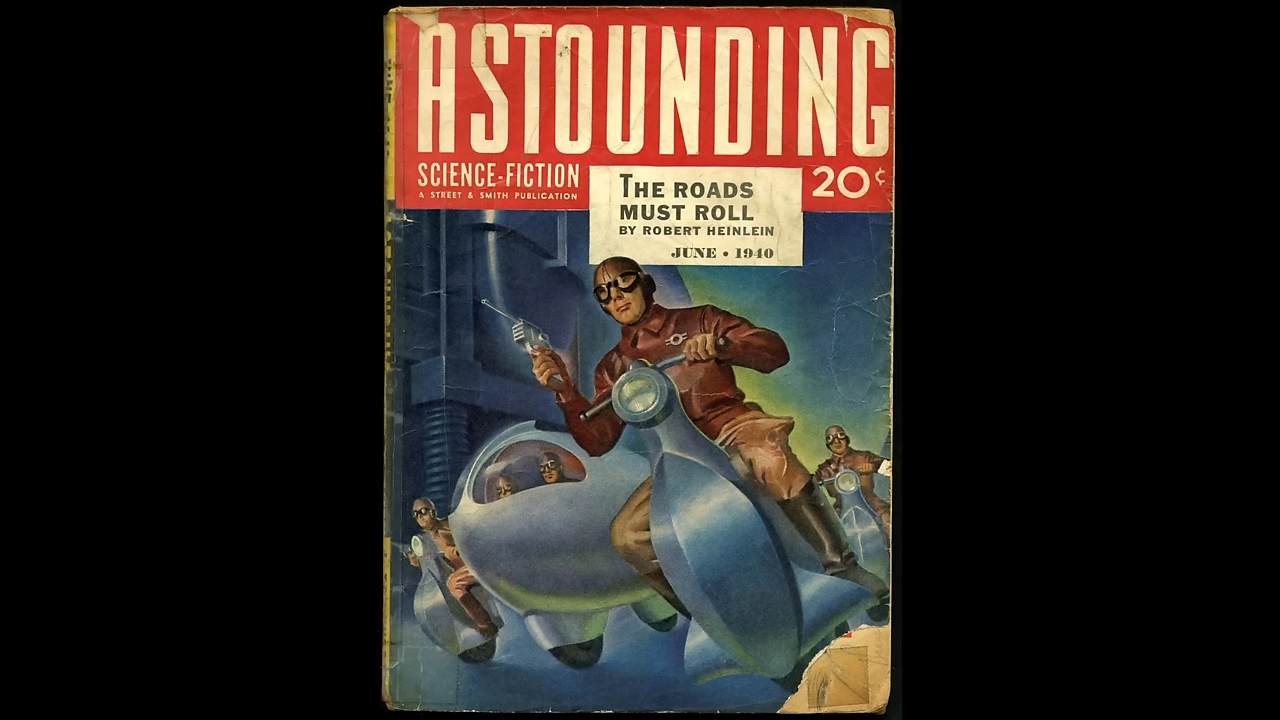 ASTOUNDING
SCIENCE-FICTION
A STREET & SMITH PUBLICATION
20¢
THE ROADS
MUST ROLL
BY ROBERT HEINLEIN
JUNE • 1940